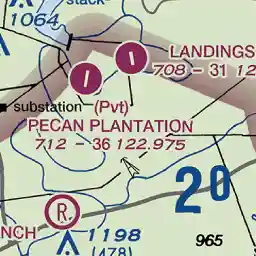 stack
1064
I
LANDINGS
I
708 - 31 12
substation (Pvt)
PECAN PLANTATION
712 - 36 122.975
20
R
NCH
1198
965
(478)